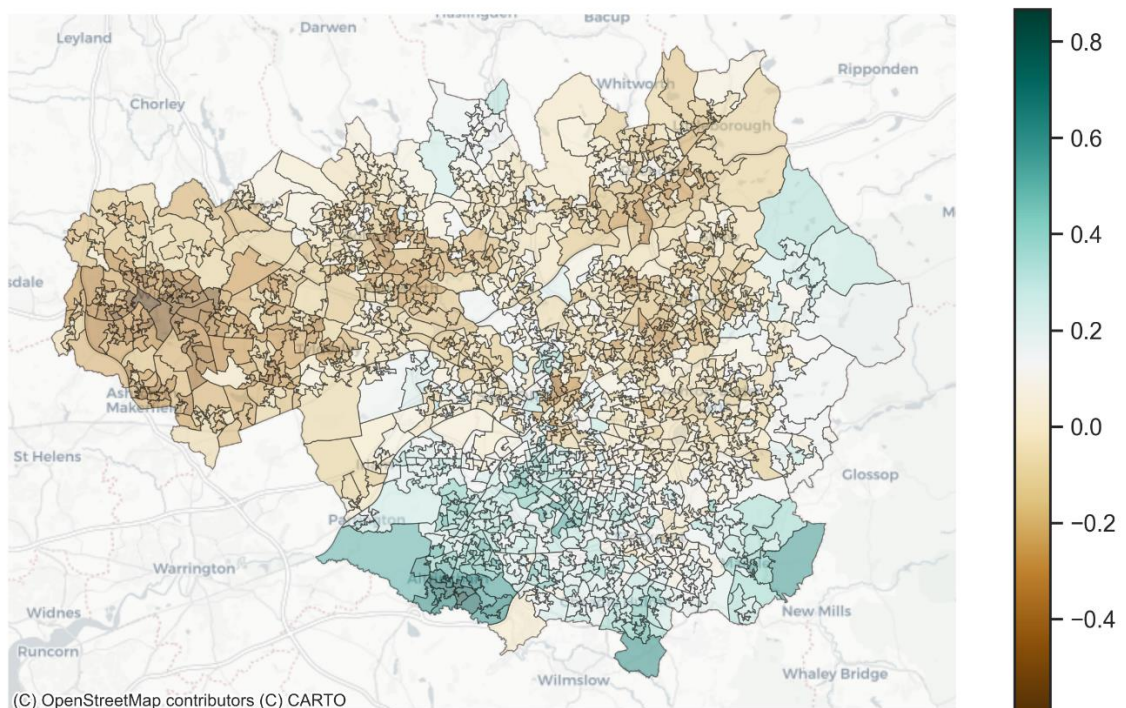 Darwen
Bacup
Leyland
Whitworth
Ripponden
Chorley
St Helens
Glossop
Warrington
Widnes
New Mills
Runcorn
Whaley Bridge
Wilmslow
(C) OpenStreetMap contributors (C) CARTO
0.8
0.6
0.4
0.2
0.0
−0.2
−0.4